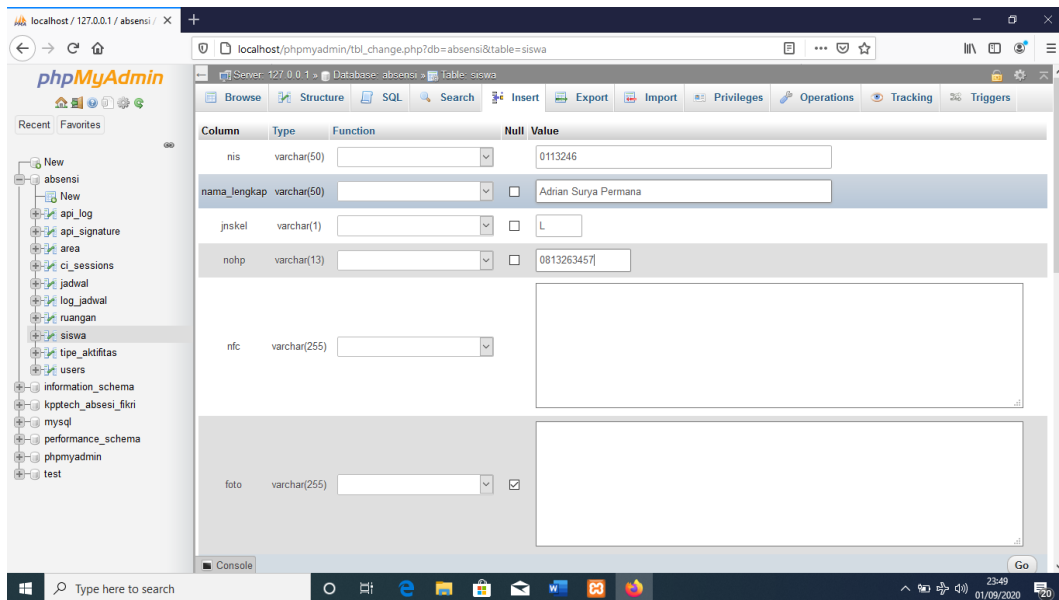 localhost / 127.0.0.1 / absensi /
localhost/phpmyadmin/tbl_change.php?db=absensi&table=siswa
phpMyAdmin
Recent Favorites
New
absensi
New
api_log
api_signature
area
ci_sessions
jadwal
log_jadwal
ruangan
siswa
tipe_aktifitas
users
information_schema
kpptech_absesi_fikri
mysql
performance_schema
phpmyadmin
test
Server: 127.0.0.1 » Database: absensi » Table: siswa
Browse Structure SQL Search Insert Export Import Privileges Operations Tracking Triggers
Column Type Function Null Value
nis varchar(50) 0113246
nama_lengkap varchar(50) Adrian Surya Permana
jnskel varchar(1) L
nohp varchar(13) 0813263457
nfc varchar(255)
foto varchar(255)
Console Go
Type here to search
23:49
01/09/2020
20